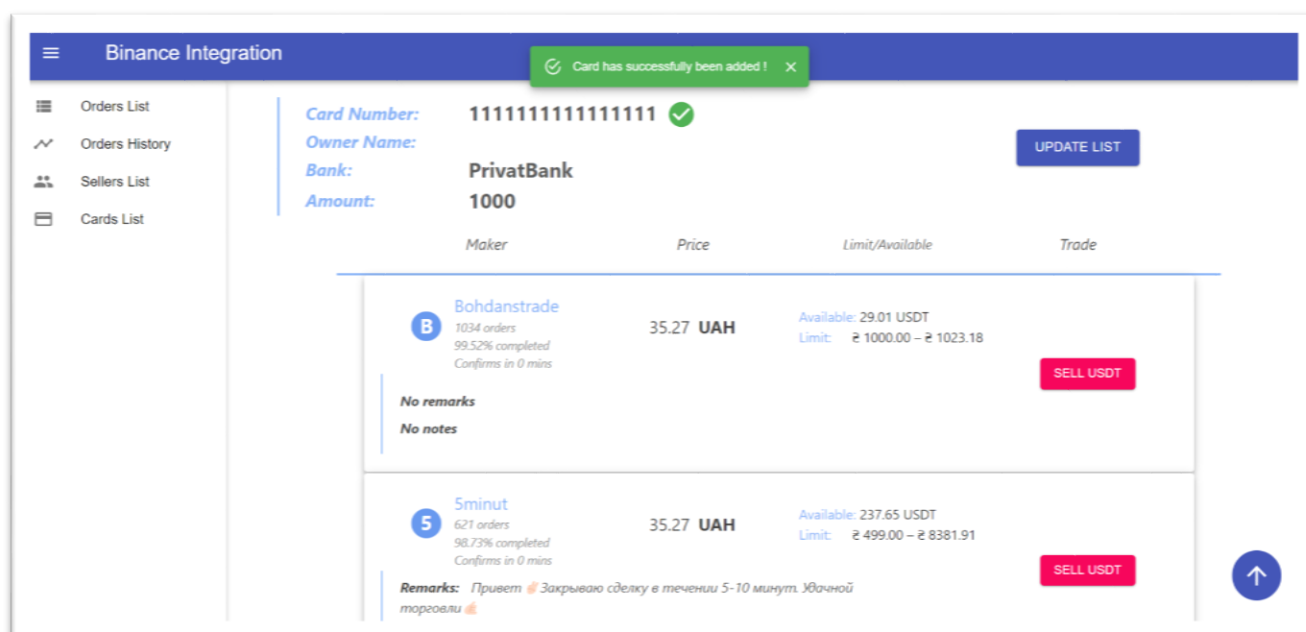 Binance Integration
Card has successfully been added !
Orders List
Orders History
Sellers List
Cards List
Card Number: 1111111111111111
Owner Name:
Bank: PrivatBank
Amount: 1000
UPDATE LIST
Maker Price Limit/Available Trade
B
Bohdanstrade
1034 orders
99.52% completed
Confirms in 0 mins
35.27 UAH
Available: 29.01 USDT
Limit: ₴ 1000.00 – ₴ 1023.18
SELL USDT
No remarks
No notes
5
5minut
621 orders
98.73% completed
Confirms in 0 mins
35.27 UAH
Available: 237.65 USDT
Limit: ₴ 499.00 – ₴ 8381.91
SELL USDT
Remarks: Привет ✌🏻Закрываю сделку в течении 5-10 минут. Удачной
торговли 👍🏻